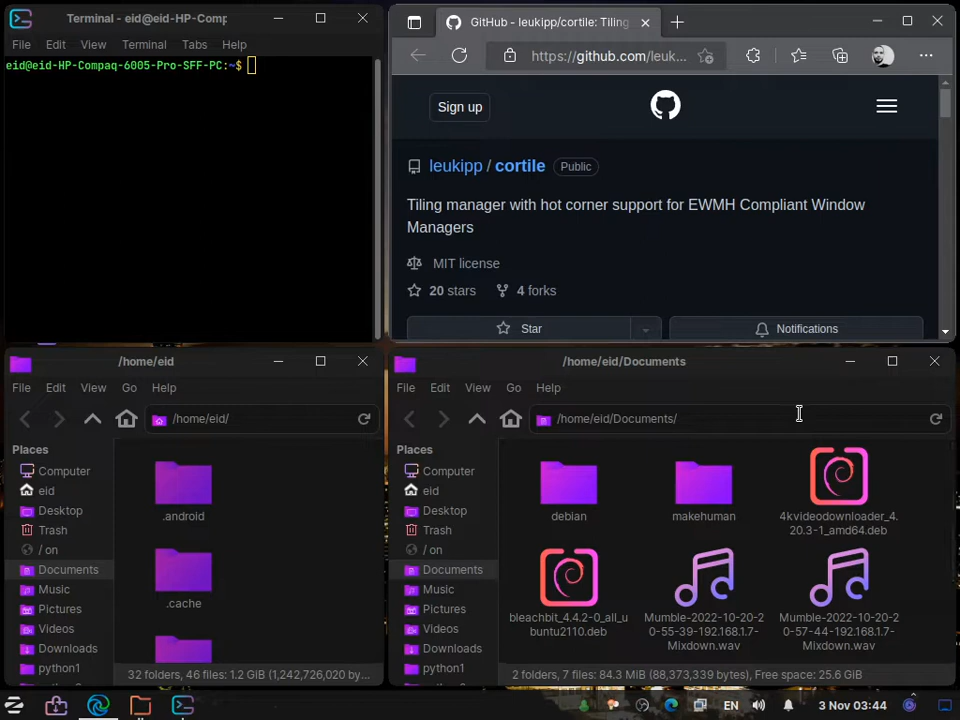 Terminal - eid@eid-HP-Comp
File Edit View Terminal Tabs Help
eid@eid-HP-Compaq-6005-Pro-SFF-PC:~$
GitHub - leukipp/cortile: Tiling
https://github.com/leuk...
Sign up
leukipp / cortile Public
Tiling manager with hot corner support for EWMH Compliant Window
Managers
MIT license
20 stars 4 forks
Star Notifications
/home/eid
File Edit View Go Help
/home/eid/
Places
Computer
eid
Desktop
Trash
/ on
Documents
Music
Pictures
Videos
Downloads
python1
.android
.cache
32 folders, 46 files: 1.2 GiB (1,242,726,020 by...
/home/eid/Documents
File Edit View Go Help
/home/eid/Documents/
Places
Computer
eid
Desktop
Trash
/ on
Documents
Music
Pictures
Videos
Downloads
python1
debian
makehuman
4kvideodownloader_4.
20.3-1_amd64.deb
bleachbit_4.4.2-0_all_u
buntu2110.deb
Mumble-2022-10-20-2
0-55-39-192.168.1.7-
Mixdown.wav
Mumble-2022-10-20-2
0-57-44-192.168.1.7-
Mixdown.wav
2 folders, 7 files: 84.3 MiB (88,373,339 bytes), Free space: 25.6 GiB
EN 3 Nov 03:44